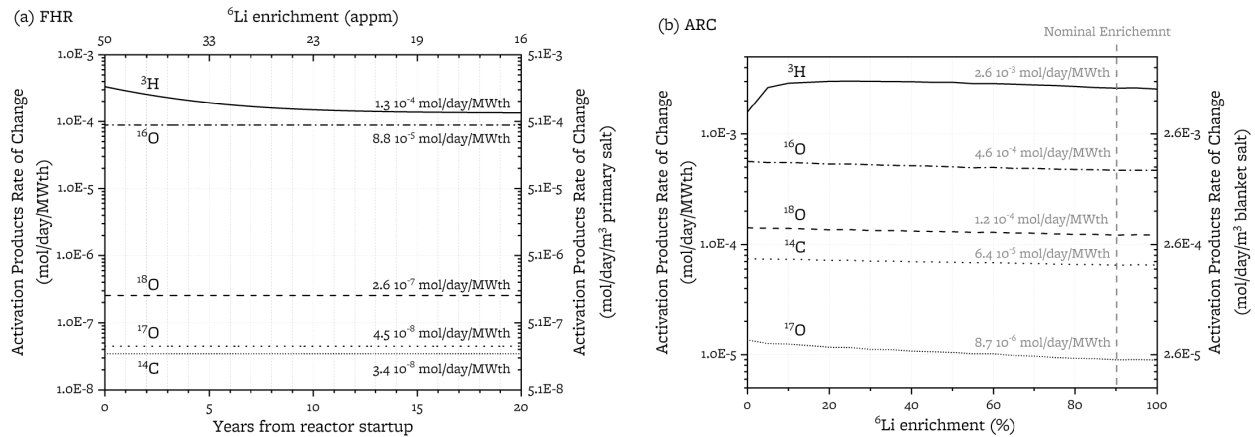 (a) FHR
⁶Li enrichment (appm)
50 33 23 19 16
1.0E-3
1.0E-4
1.0E-5
1.0E-6
1.0E-7
1.0E-8
Activation Products Rate of Change
(mol/day/MWth)
³H
1.3 10⁻⁴ mol/day/MWth
¹⁶O
8.8 10⁻⁵ mol/day/MWth
¹⁸O
2.6 10⁻⁷ mol/day/MWth
¹⁷O
4.5 10⁻⁸ mol/day/MWth
¹⁴C
3.4 10⁻⁸ mol/day/MWth
5.1E-3
5.1E-4
5.1E-5
5.1E-6
5.1E-7
5.1E-8
Activation Products Rate of Change
(mol/day/m³ primary salt)
0 5 10 15 20
Years from reactor startup
(b) ARC
Nominal Enrichemnt
1.0E-3
1.0E-4
1.0E-5
Activation Products Rate of Change
(mol/day/MWth)
³H
2.6 10⁻³ mol/day/MWth
¹⁶O
4.6 10⁻⁴ mol/day/MWth
¹⁸O
1.2 10⁻⁴ mol/day/MWth
¹⁴C
6.4 10⁻⁵ mol/day/MWth
¹⁷O
8.7 10⁻⁶ mol/day/MWth
2.6E-3
2.6E-4
2.6E-5
Activation Products Rate of Change
(mol/day/m³ blanket salt)
0 20 40 60 80 100
⁶Li enrichment (%)